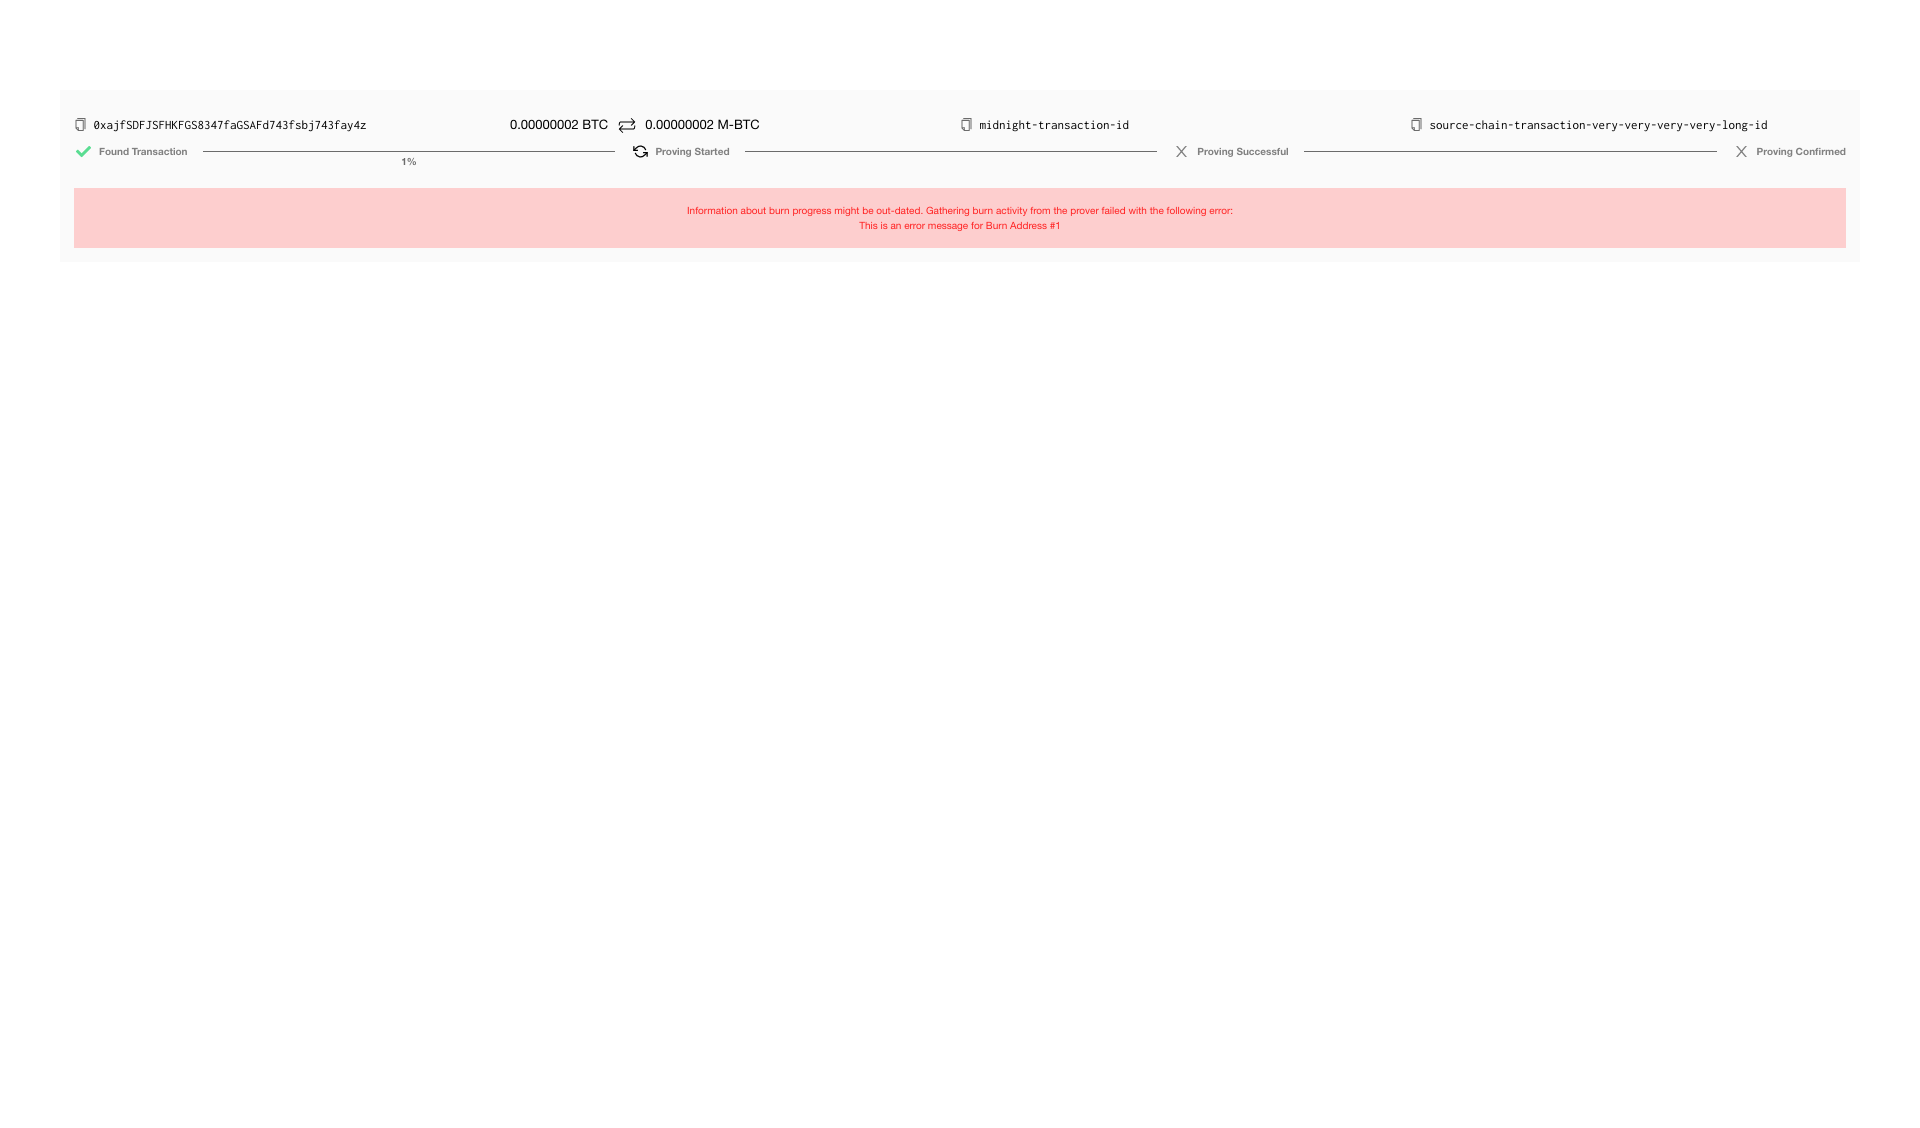 0xajfSDFJSFHKFGS8347faGSAFd743fsbj743fay4z 0.00000002 BTC 0.00000002 M-BTC midnight-transaction-id source-chain-transaction-very-very-very-very-long-id
Found Transaction 1% Proving Started Proving Successful Proving Confirmed
Information about burn progress might be out-dated. Gathering burn activity from the prover failed with the following error:
This is an error message for Burn Address #1